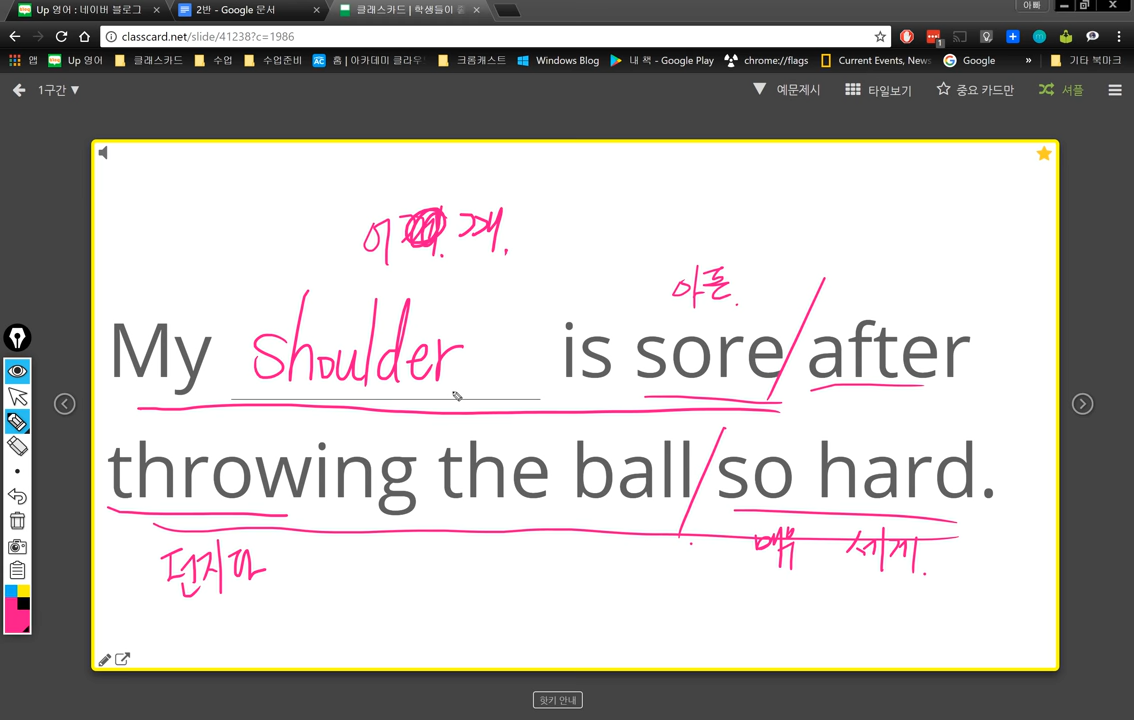 Up 영어 : 네이버 블로그
2반 - Google 문서
클래스카드 | 학생들이 좋
아빠
classcard.net/slide/41238?c=1986
1
앱 Up 영어 클래스카드 수업 수업준비 AC 홈 | 아카데미 클라우 크롬캐스트 Windows Blog 내 책 - Google Play chrome://flags Current Events, News Google » 기타 북마크
1구간 ▼
예문제시 타일보기 중요 카드만 셔플
어 깨.
아픈.
My shoulder is sore / after
throwing the ball / so hard.
던지다 매우 세게.
핫키 안내